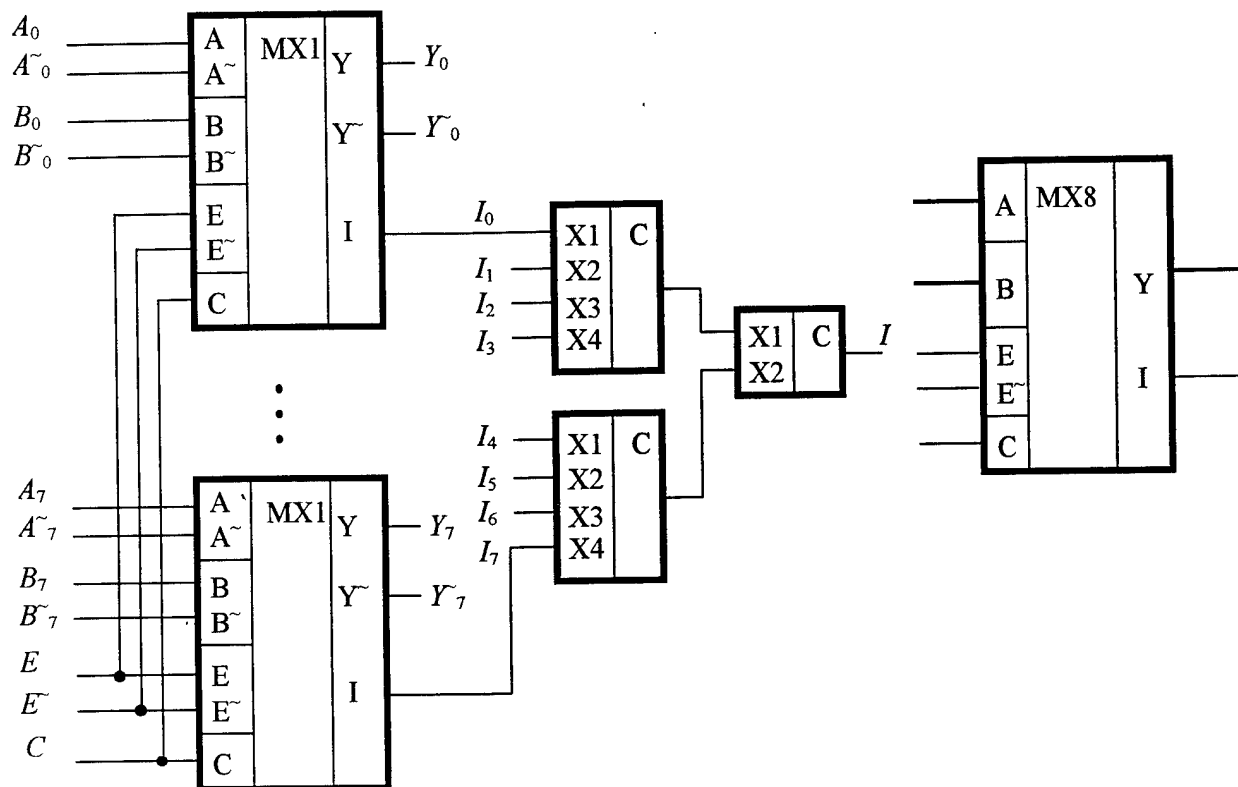 A₀ A MX1 Y Y₀
A~₀ A~
B₀ B Y~ Y~₀
B~₀ B~
E I I₀
E~
C
X1 C
I₁ X2
I₂ X3
I₃ X4
X1 C I
X2
I₄ X1 C
I₅ X2
I₆ X3
I₇ X4
A₇ A MX1 Y Y₇
A~₇ A~
B₇ B Y~ Y~₇
B~₇ B~
E E I
E~ E~
C C
A MX8
B Y
E I
E~
C